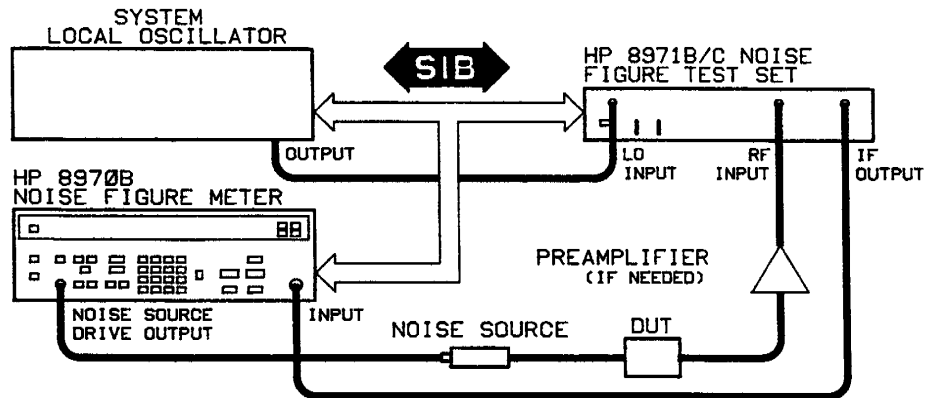 SYSTEM
LOCAL OSCILLATOR
SIB
HP 8971B/C NOISE
FIGURE TEST SET
OUTPUT
LO
INPUT
RF
INPUT
IF
OUTPUT
HP 8970B
NOISE FIGURE METER
PREAMPLIFIER
(IF NEEDED)
NOISE SOURCE
DRIVE OUTPUT
INPUT
NOISE SOURCE
DUT